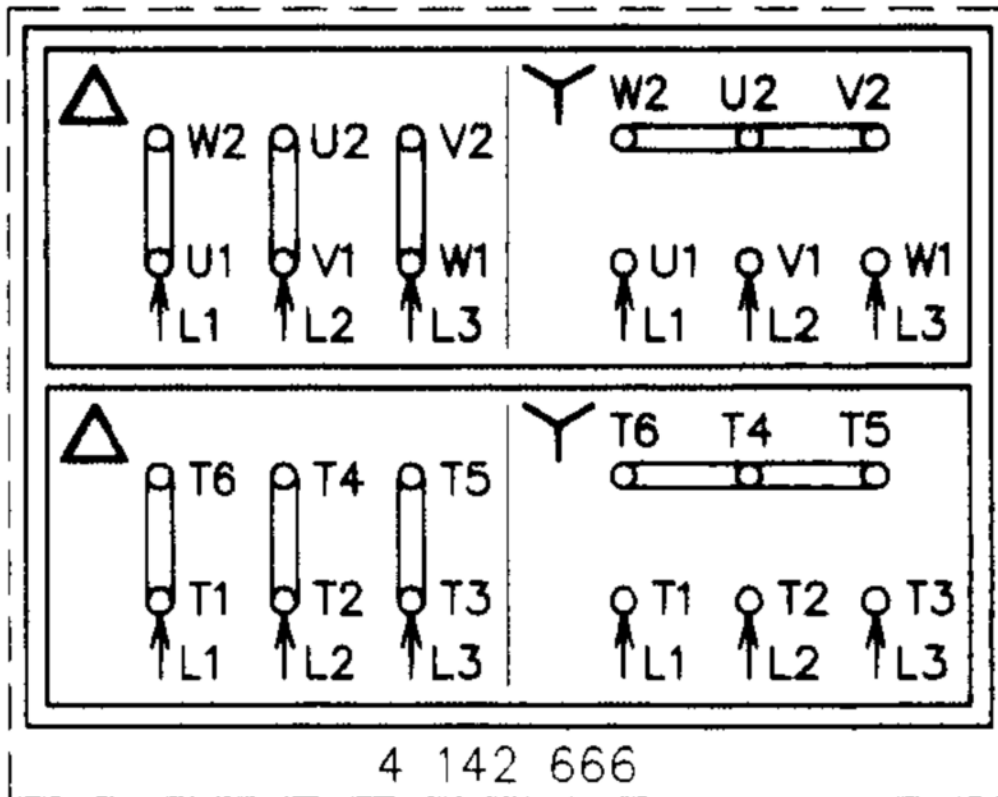 W2 U2 V2
U1 V1 W1
L1 L2 L3
W2 U2 V2
U1 V1 W1
L1 L2 L3
T6 T4 T5
T1 T2 T3
L1 L2 L3
T6 T4 T5
T1 T2 T3
L1 L2 L3
4 142 666